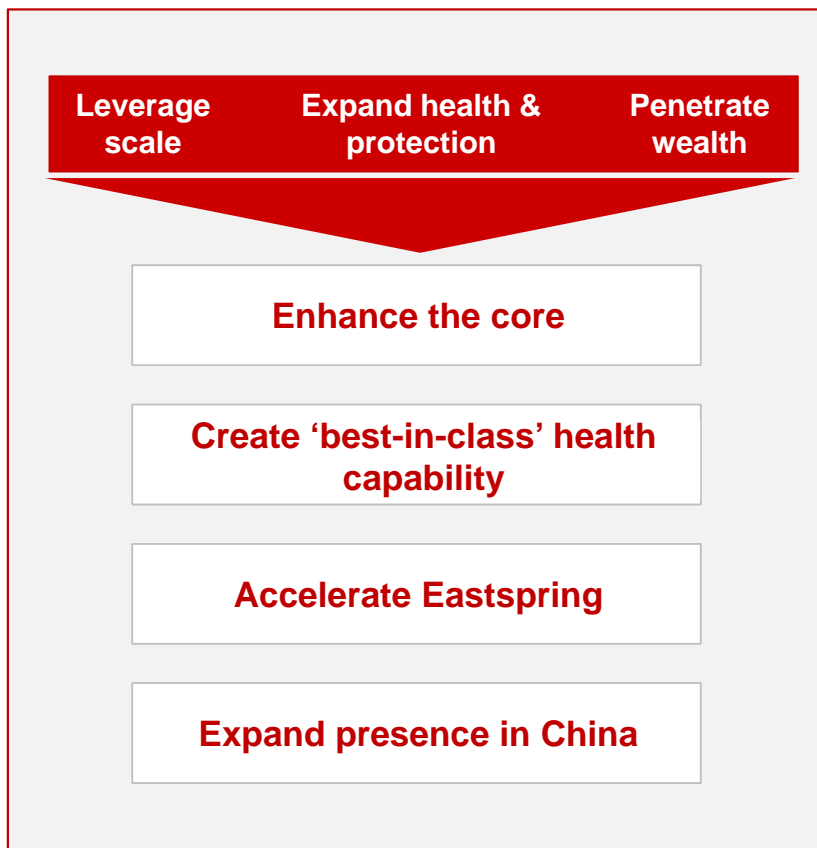 Leverage scale
Expand health & protection
Penetrate wealth
Enhance the core
Create ‘best-in-class’ health
capability
Accelerate Eastspring
Expand presence in China